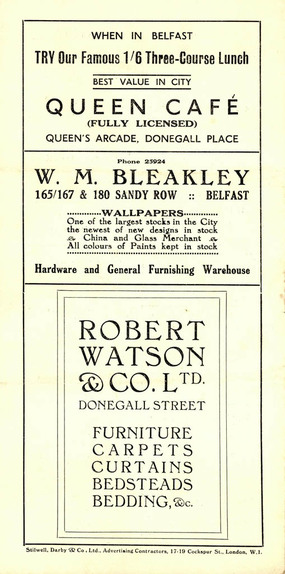 WHEN IN BELFAST
TRY Our Famous 1/6 Three-Course Lunch
BEST VALUE IN CITY
QUEEN CAFÉ
(FULLY LICENSED)
QUEEN'S ARCADE, DONEGALL PLACE
Phone 25924
W. M. BLEAKLEY
165/167 & 180 SANDY ROW :: BELFAST
WALLPAPERS
One of the largest stocks in the City
the newest of new designs in stock
China and Glass Merchant
All colours of Paints kept in stock
Hardware and General Furnishing Warehouse
ROBERT
WATSON
& CO. LTD.
DONEGALL STREET
FURNITURE
CARPETS
CURTAINS
BEDSTEADS
BEDDING, &c.
Stilwell, Darby & Co., Ltd., Advertising Contractors, 17-19 Cockspur St., London, W.1.